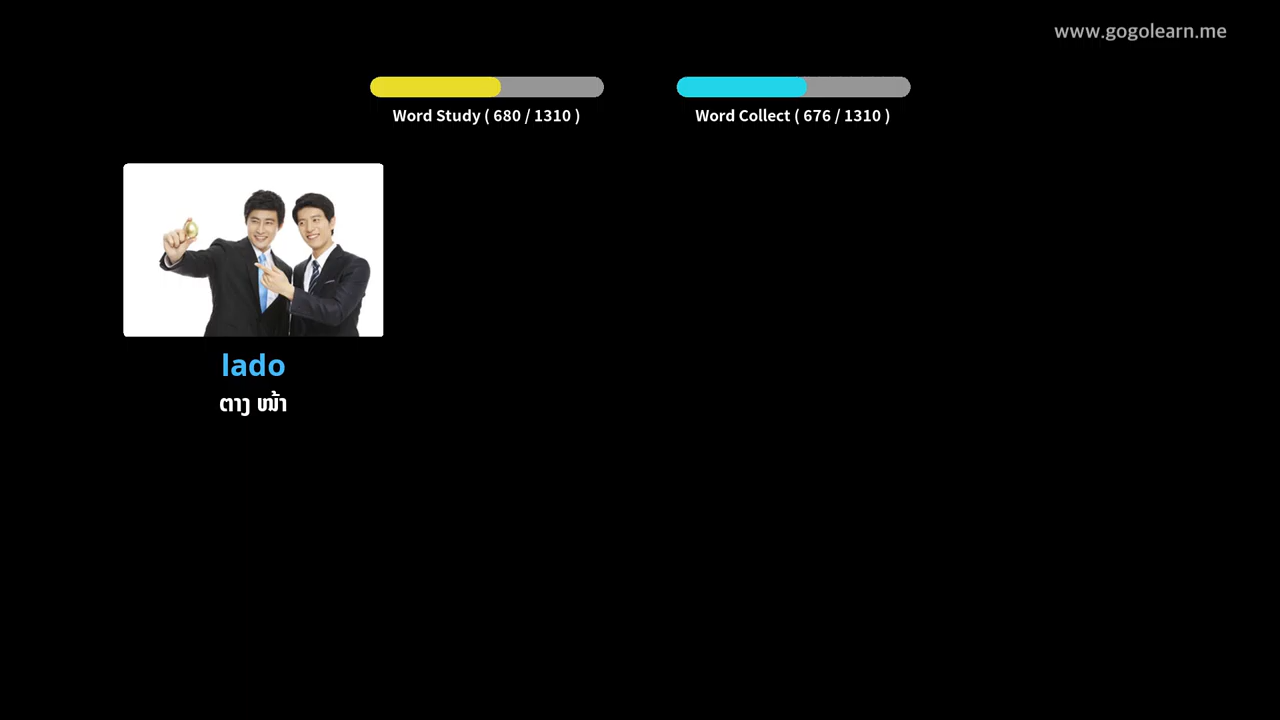 www.gogolearn.me
Word Study ( 680 / 1310 )
Word Collect ( 676 / 1310 )
lado
ຕາງ ໜ້າ